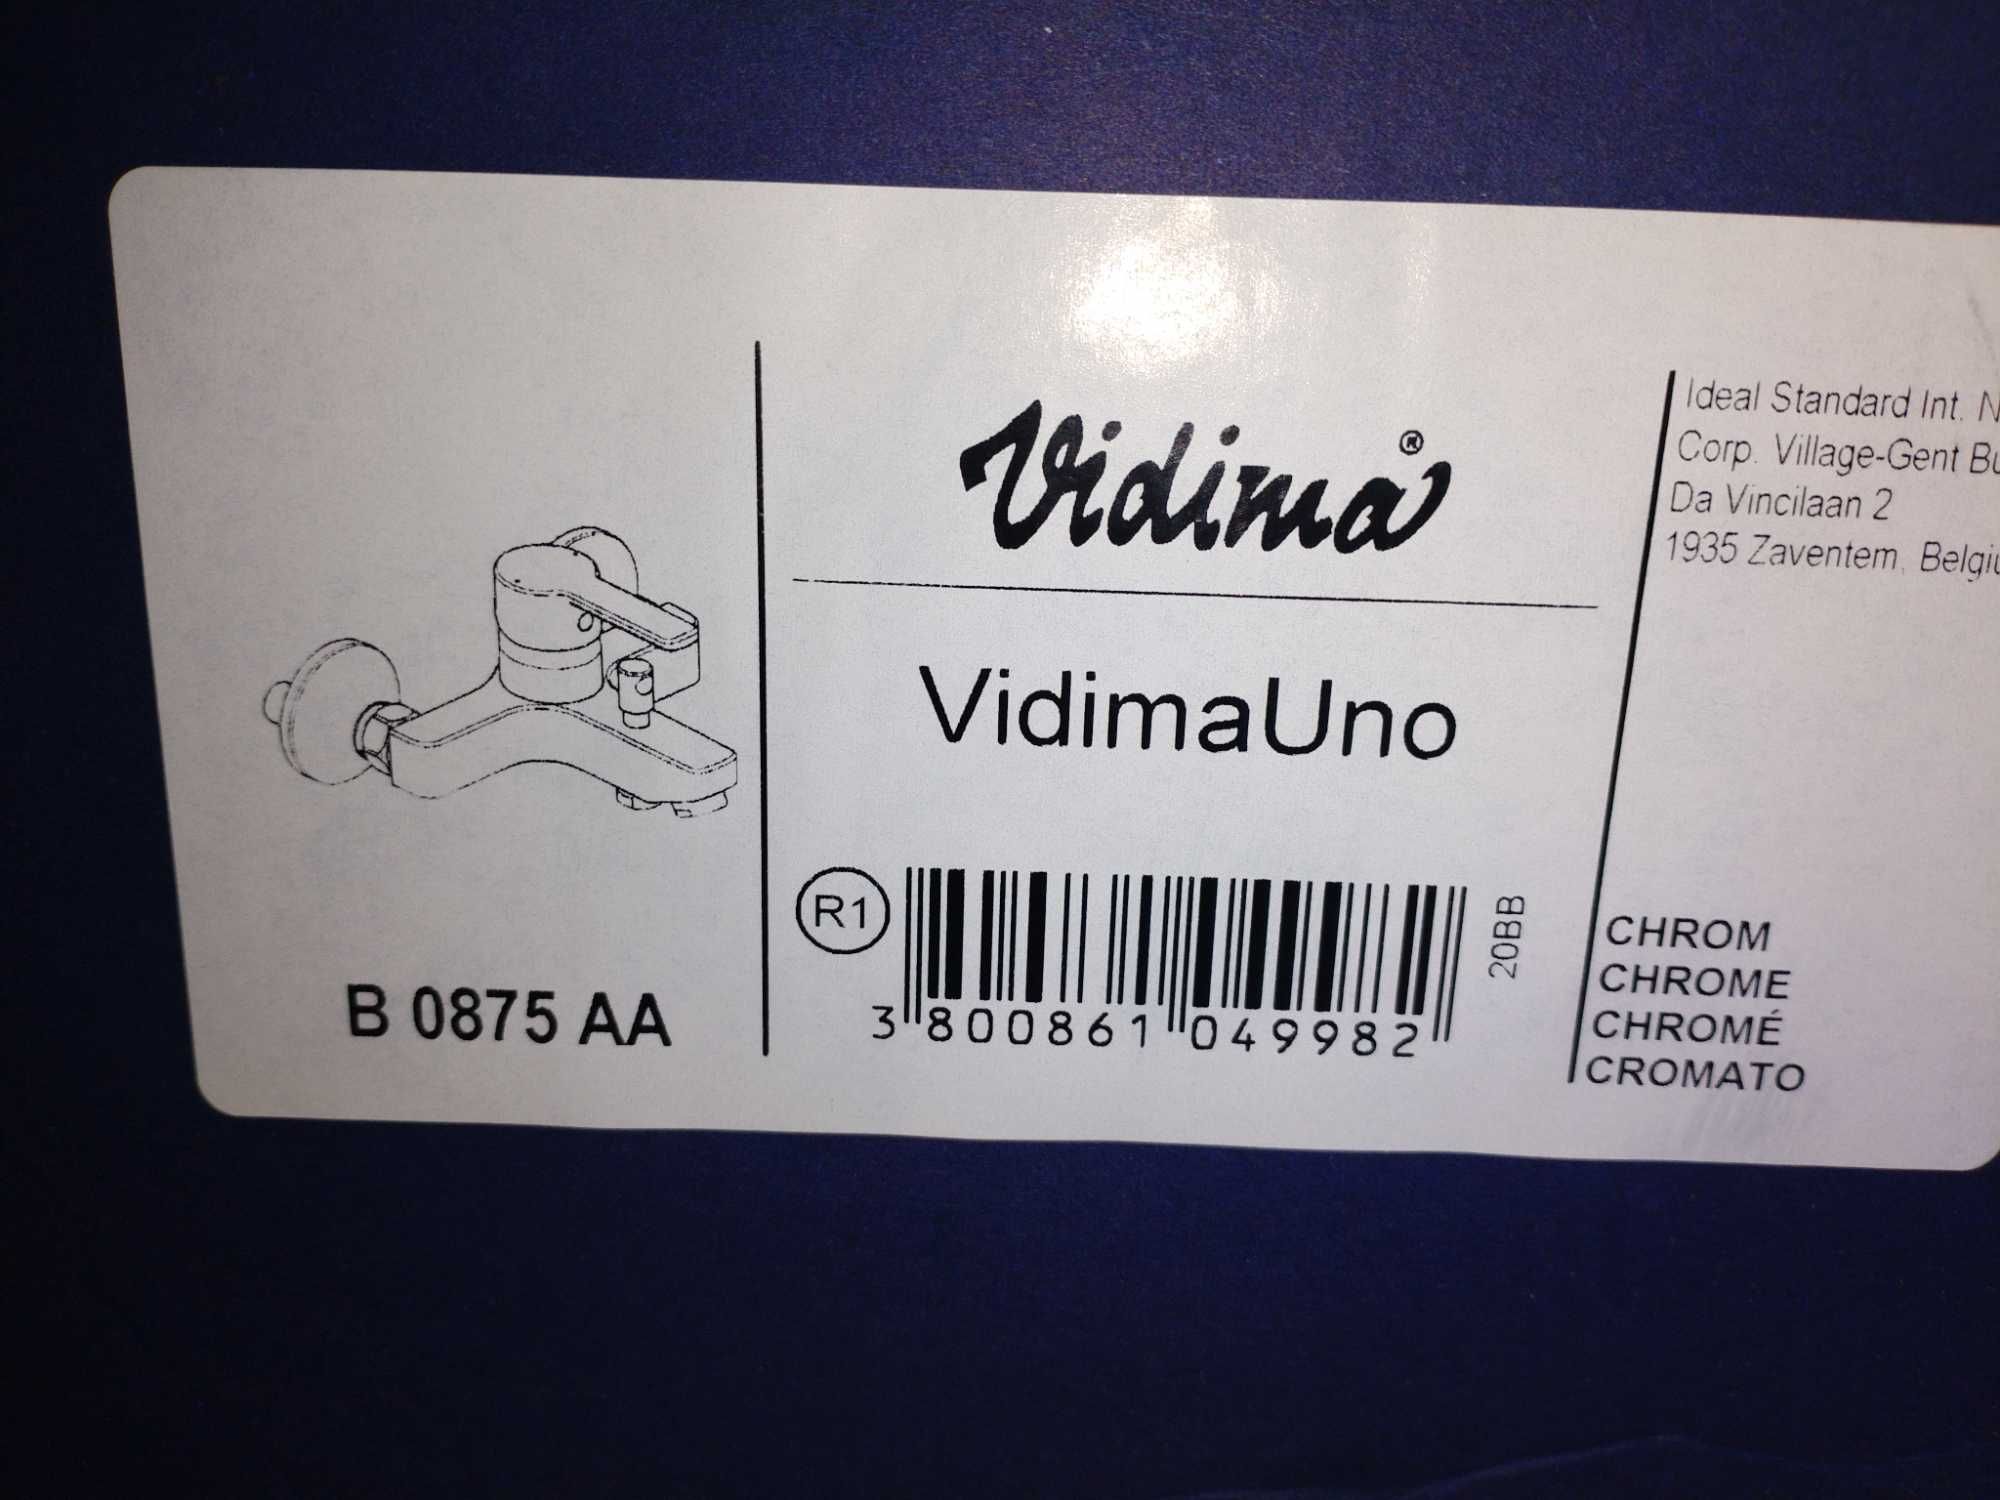 Vidima®
VidimaUno
B 0875 AA
R1
3 800861 049982
20BB
Ideal Standard Int.
Corp. Village-Gent
Da Vincilaan 2
1935 Zaventem,
CHROM
CHROME
CHROMÉ
CROMATO